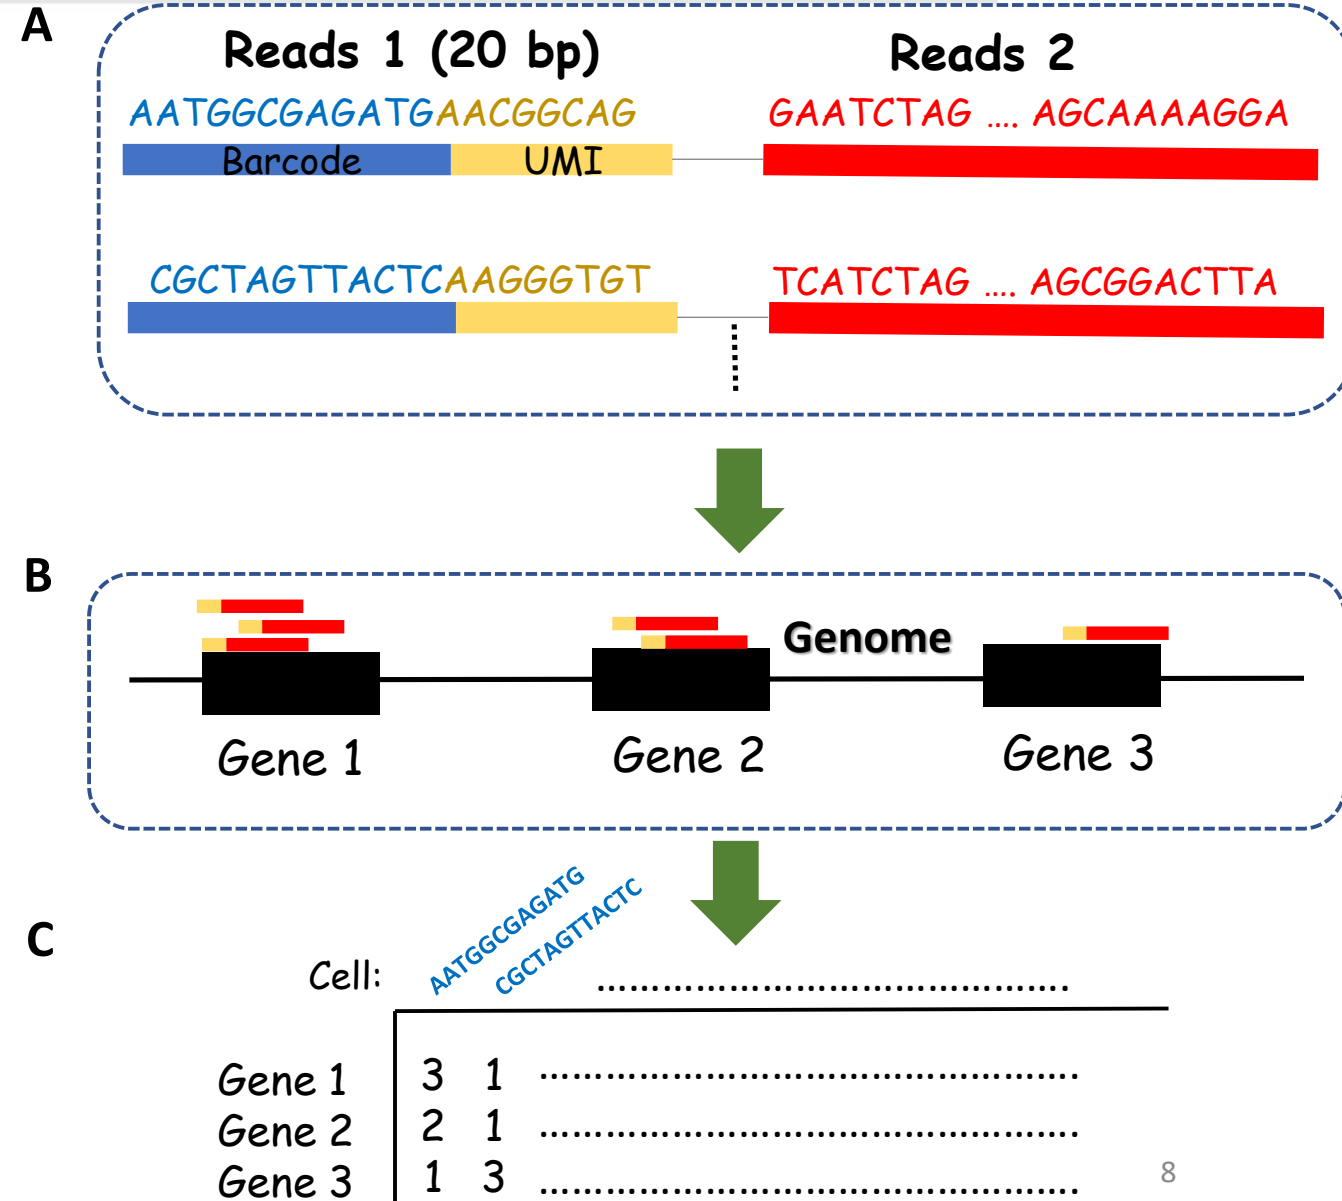 A
Reads 1 (20 bp)
Reads 2
AATGGCGAGATGAACGGCAG
GAATCTAG .... AGCAAAAGGA
Barcode
UMI
CGCTAGTTACTCAAGGGTGT
TCATCTAG .... AGCGGACTTA
B
Genome
Gene 1
Gene 2
Gene 3
C
Cell:
AATGGCGAGATG
CGCTAGTTACTC
Gene 1 3 1
Gene 2 2 1
Gene 3 1 3
8